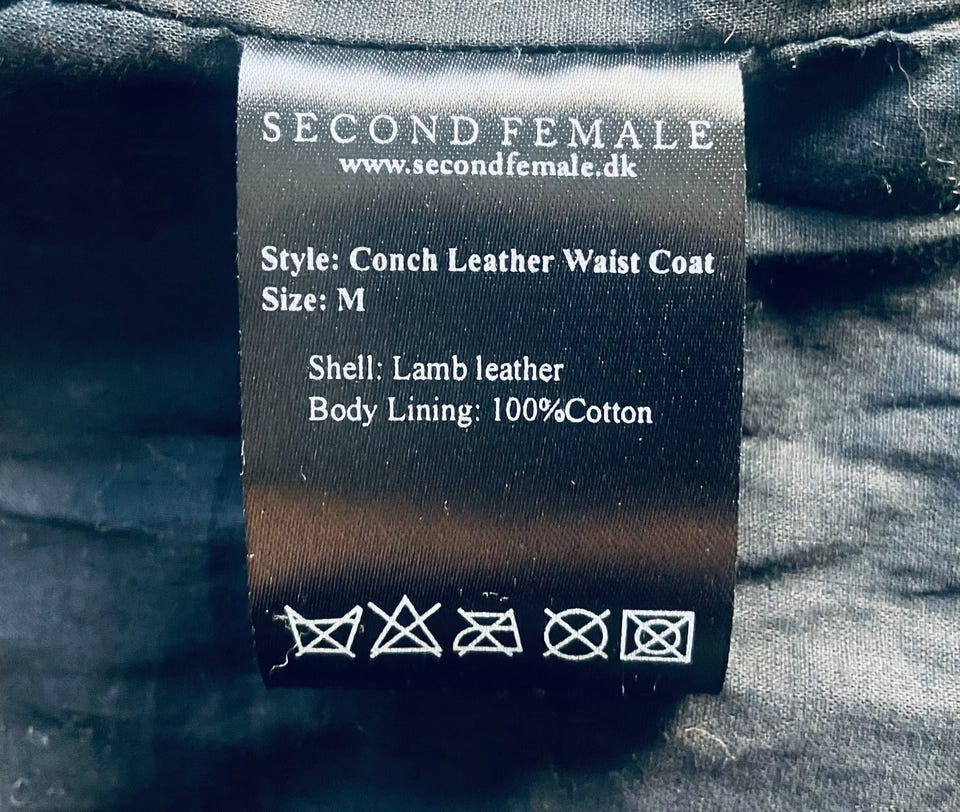 SECOND FEMALE
www.secondfemale.dk
Style: Conch Leather Waist Coat
Size: M
Shell: Lamb leather
Body Lining: 100%Cotton